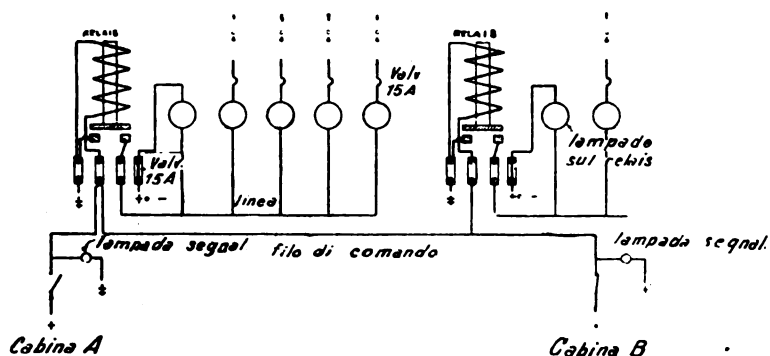 RELAIS
RELAIS
Valv.
15A
lampade
sul relais
Valv.
15A
linea
lampada segnal
filo di comando
lampada segnal.
Cabina A
Cabina B